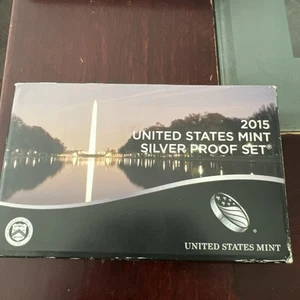 2015
UNITED STATES MINT
SILVER PROOF SET®
UNITED STATES MINT